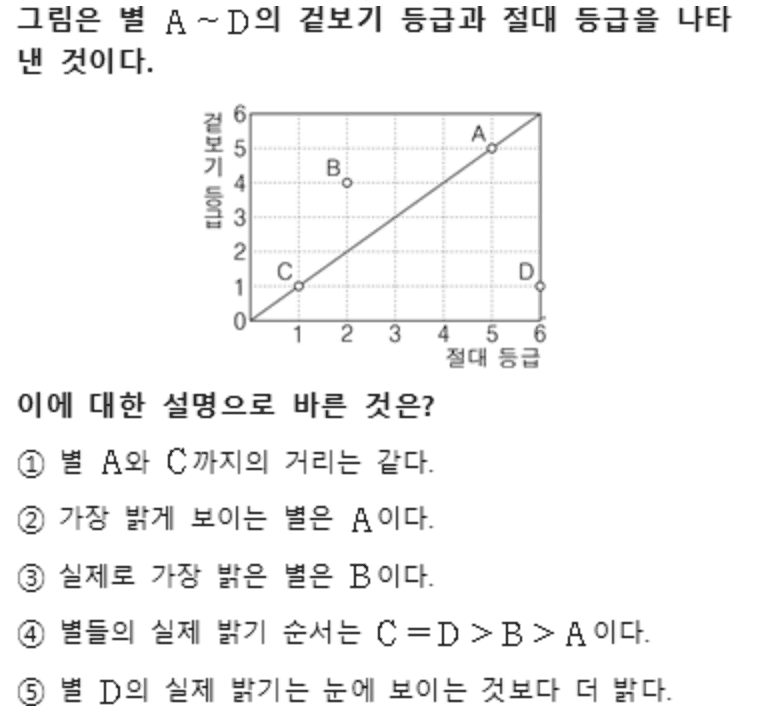 그림은 별 A ~ D의 겉보기 등급과 절대 등급을 나타
낸 것이다.
겉보기 등급
6
5
4
3
2
1
0
A
B
C
D
1 2 3 4 5 6
절대 등급
이에 대한 설명으로 바른 것은?
① 별 A와 C까지의 거리는 같다.
② 가장 밝게 보이는 별은 A이다.
③ 실제로 가장 밝은 별은 B이다.
④ 별들의 실제 밝기 순서는 C = D > B > A이다.
⑤ 별 D의 실제 밝기는 눈에 보이는 것보다 더 밝다.